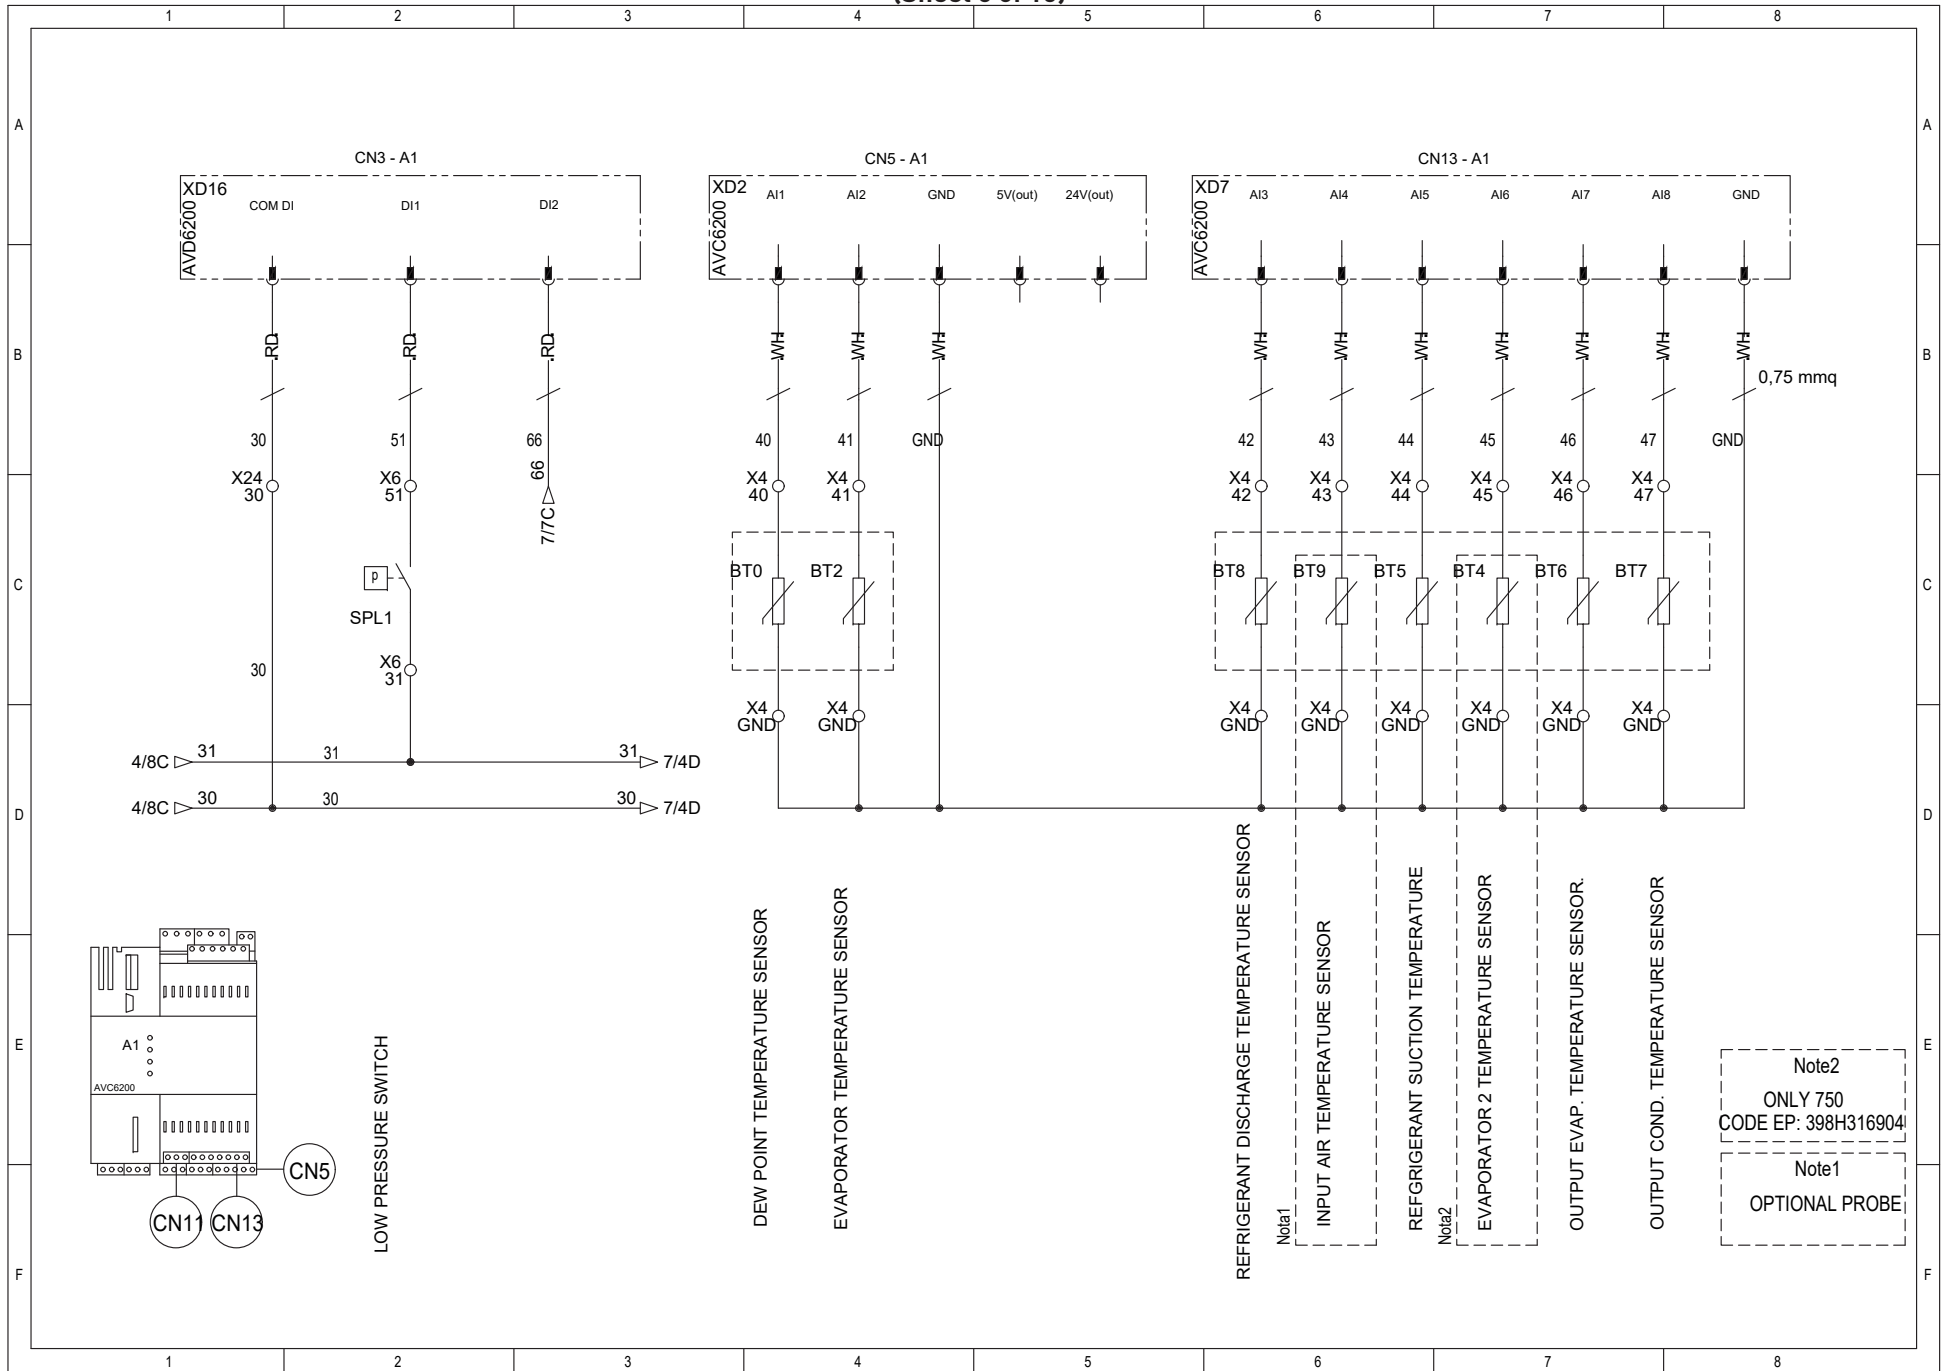 1 2 3 4 5 6 7 8
A A
CN3 - A1 CN5 - A1 CN13 - A1
XD16 COM DI DI1 DI2
AVD6200
XD2 AI1 AI2 GND 5V(out) 24V(out)
AVC6200
XD7 AI3 AI4 AI5 AI6 AI7 AI8 GND
AVC6200
B B
.RD. .RD. .RD. .WH. .WH. .WH. .WH. .WH. .WH. .WH. .WH. .WH. .WH.
0,75 mmq
30 51 66 40 41 GND 42 43 44 45 46 47 GND
X24 X6 66 X4 X4 X4 X4 X4 X4 X4 X4
30 51 40 41 42 43 44 45 46 47
7/7C
C C
P
SPL1
BT0 BT2 BT8 BT9 BT5 BT4 BT6 BT7
30
X6
31
X4 X4 X4 X4 X4 X4 X4 X4
GND GND GND GND GND GND GND GND
4/8C 31 31 31 7/4D
4/8C 30 30 30 7/4D
D D
LOW PRESSURE SWITCH
DEW POINT TEMPERATURE SENSOR
EVAPORATOR TEMPERATURE SENSOR
REFRIGERANT DISCHARGE TEMPERATURE SENSOR
Nota1
INPUT AIR TEMPERATURE SENSOR
REFGRIGERANT SUCTION TEMPERATURE
Nota2
EVAPORATOR 2 TEMPERATURE SENSOR
OUTPUT EVAP. TEMPERATURE SENSOR.
OUTPUT COND. TEMPERATURE SENSOR
E E
A1
AVC6200
CN5
CN11 CN13
Note2
ONLY 750
CODE EP: 398H316904
Note1
OPTIONAL PROBE
F F
1 2 3 4 5 6 7 8